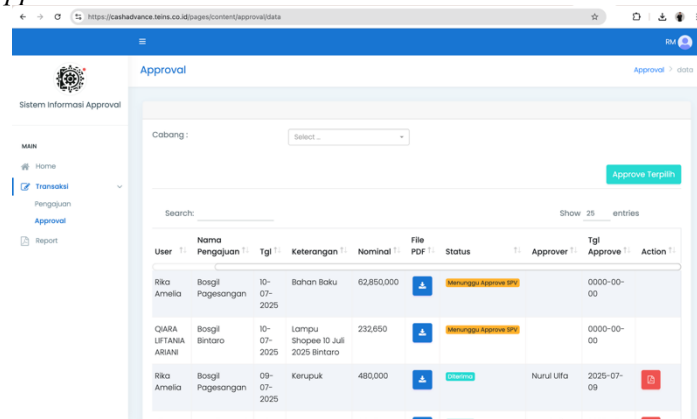 https://cashadvance.teins.co.id/pages/content/approval/data
RM
Sistem Informasi Approval
MAIN
Home
Transaksi
Pengajuan
Approval
Report
Approval
Approval > data
Cabang :
Select ...
Approve Terpilih
Search:
Show 25 entries
User Nama Pengajuan Tgl Keterangan Nominal File PDF Status Approver Tgl Approve Action
Rika Amelia Bosgil Pagesangan 10-07-2025 Bahan Baku 62,850,000 Menunggu Approve SPV 0000-00-00
QIARA LIFTANIA ARIANI Bosgil Bintaro 10-07-2025 Lampu Shopee 10 Juli 2025 Bintaro 232,650 Menunggu Approve SPV 0000-00-00
Rika Amelia Bosgil Pagesangan 09-07-2025 Kerupuk 480,000 Diterima Nurul Ulfa 2025-07-09